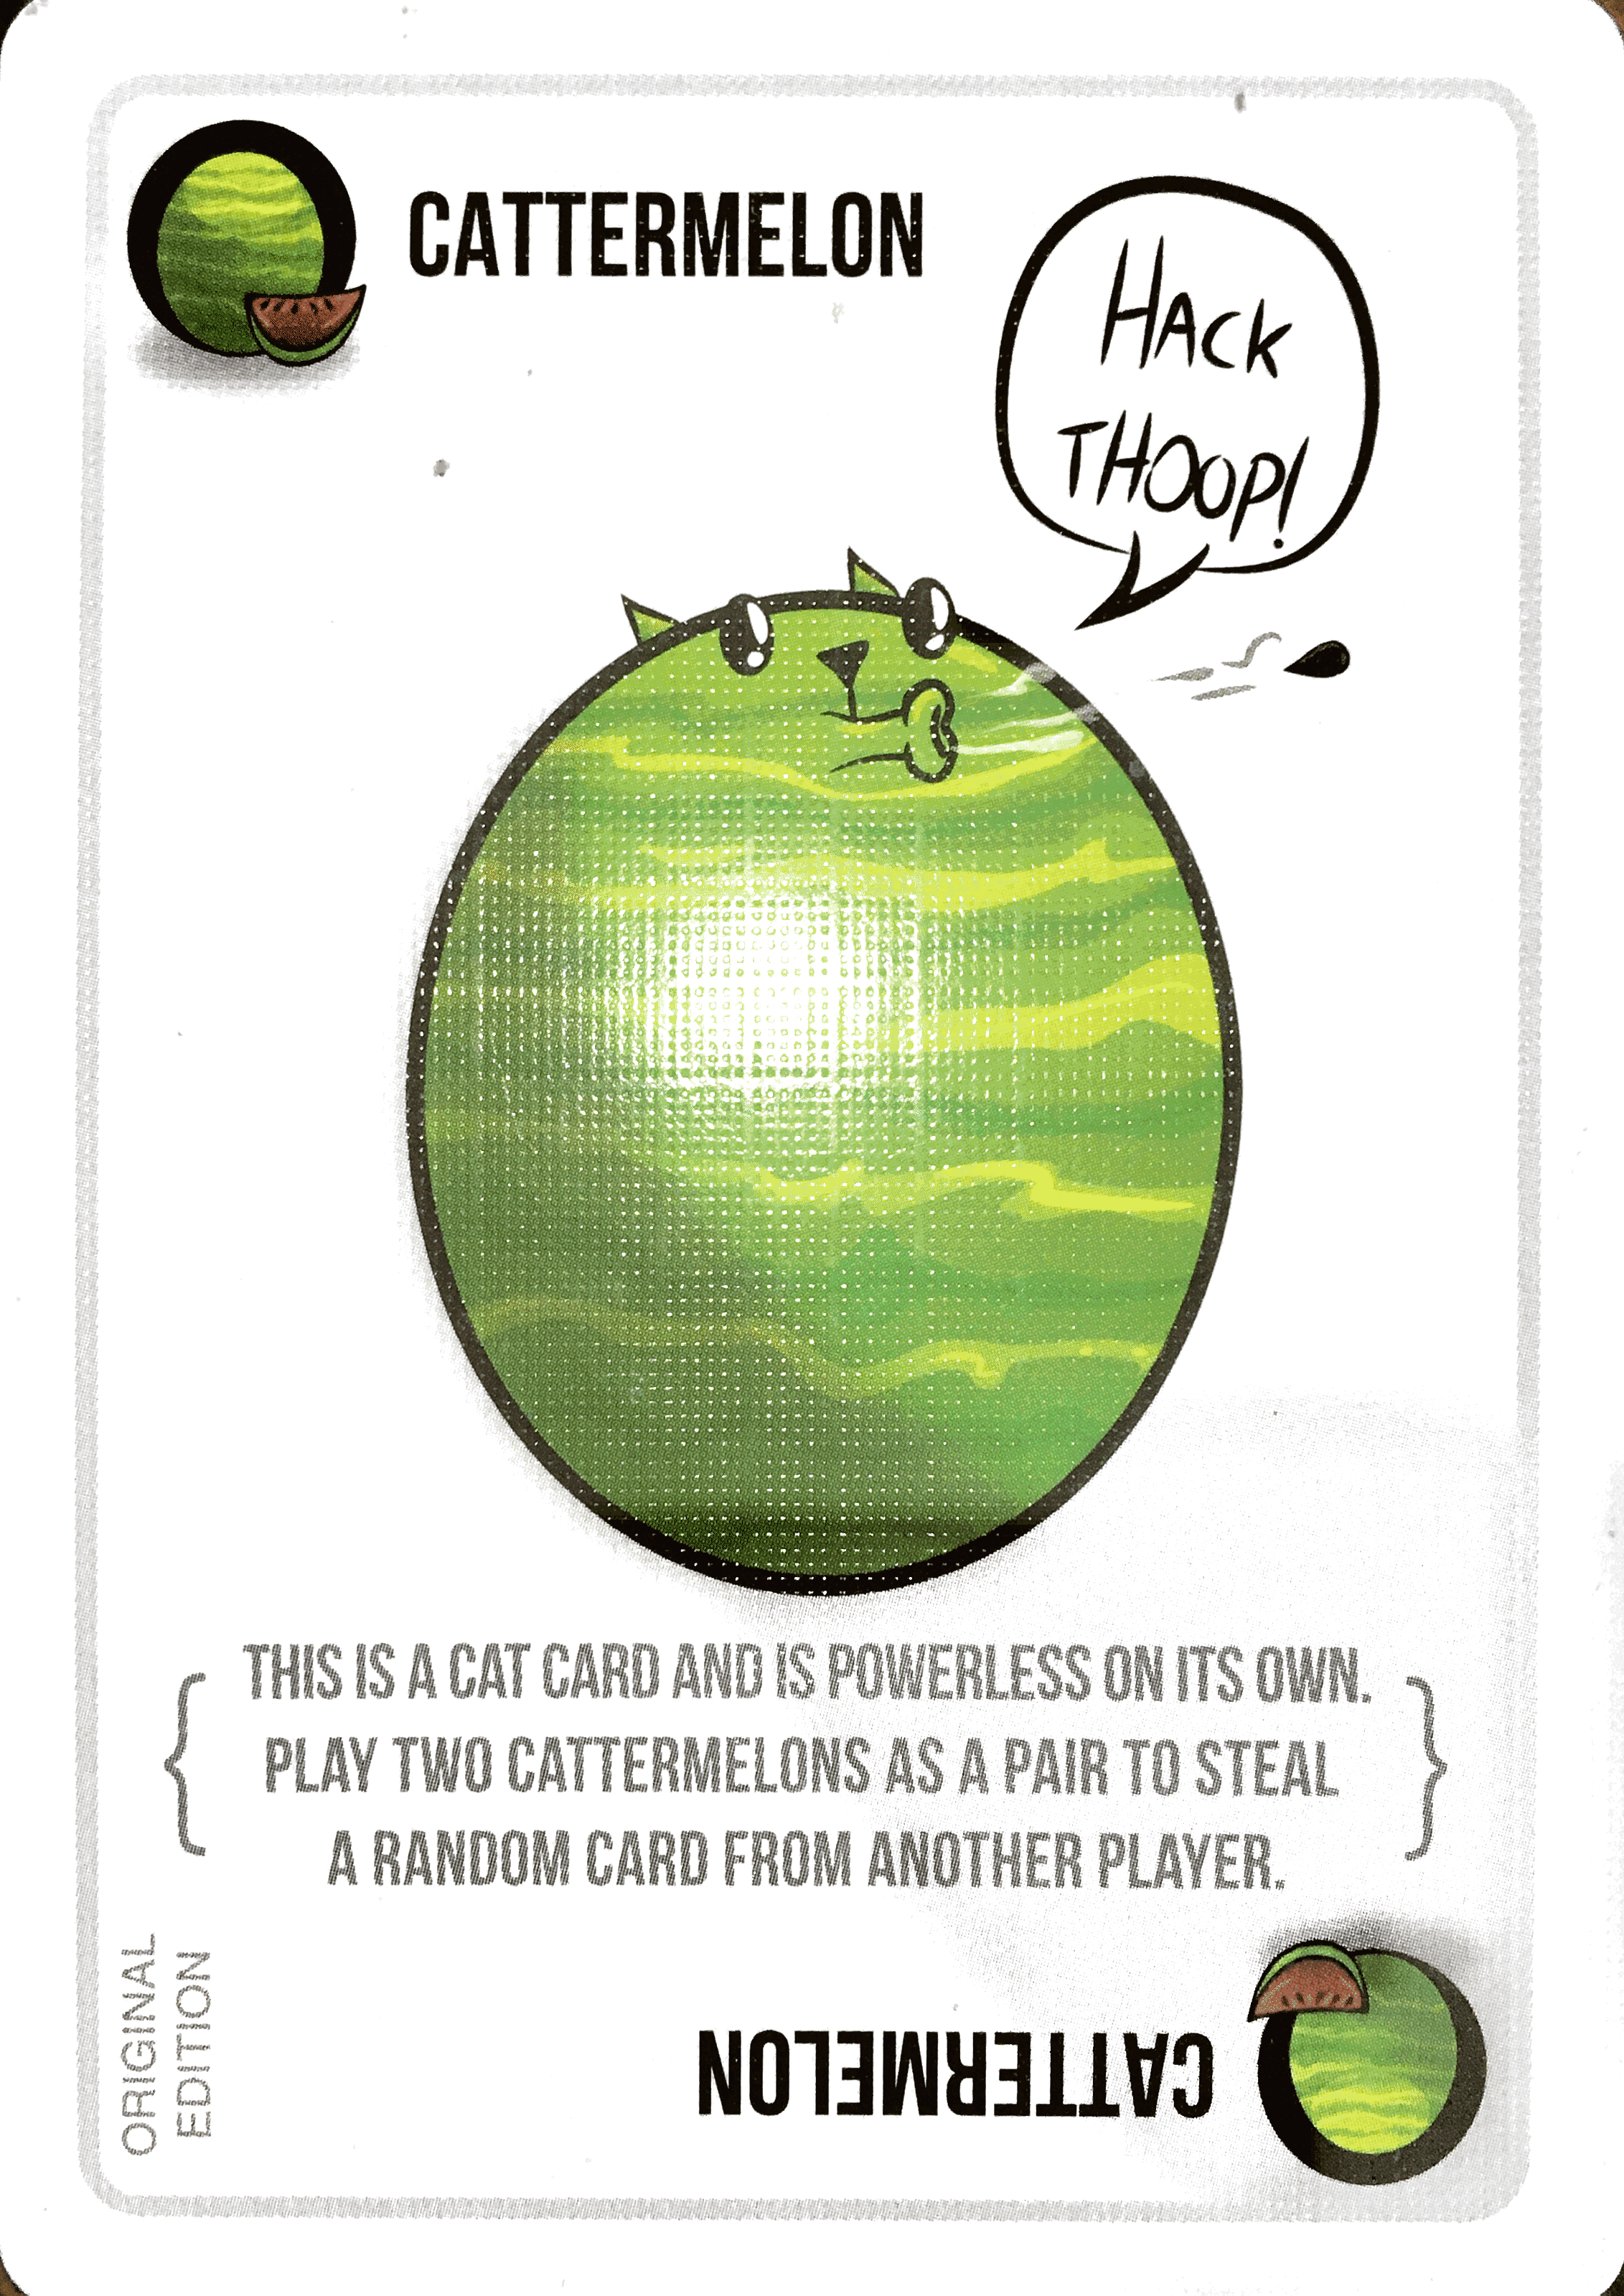 CATTERMELON
HACK
THOOP!
THIS IS A CAT CARD AND IS POWERLESS ON ITS OWN.
PLAY TWO CATTERMELONS AS A PAIR TO STEAL
A RANDOM CARD FROM ANOTHER PLAYER.
ORIGINAL
EDITION
CATTERMELON